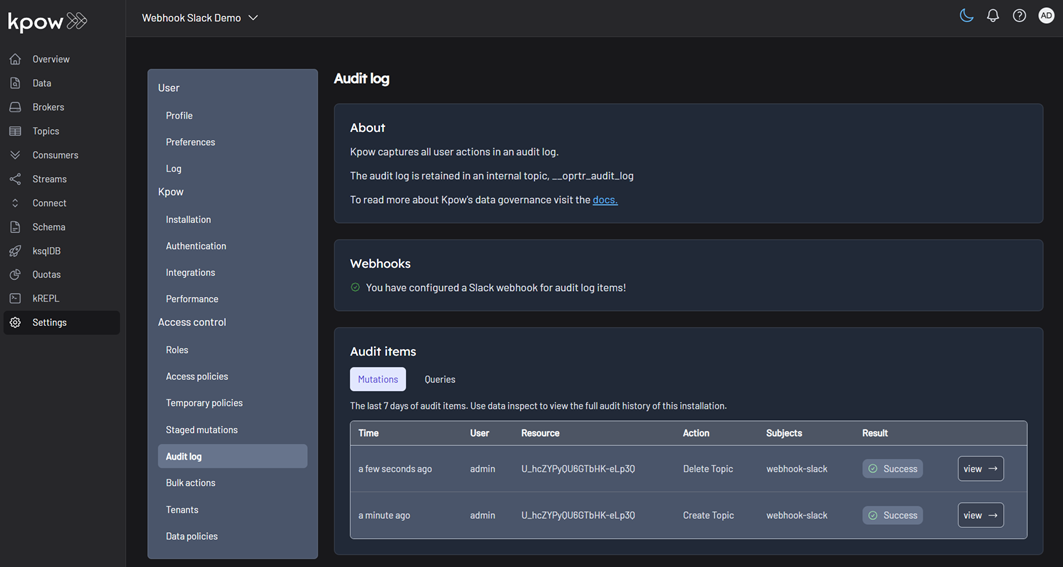 kpow
Webhook Slack Demo
AD
Overview
Data
Brokers
Topics
Consumers
Streams
Connect
Schema
ksqlDB
Quotas
kREPL
Settings
User
Profile
Preferences
Log
Kpow
Installation
Authentication
Integrations
Performance
Access control
Roles
Access policies
Temporary policies
Staged mutations
Audit log
Bulk actions
Tenants
Data policies
Audit log
About
Kpow captures all user actions in an audit log.
The audit log is retained in an internal topic, __oprtr_audit_log
To read more about Kpow's data governance visit the docs.
Webhooks
You have configured a Slack webhook for audit log items!
Audit items
Mutations Queries
The last 7 days of audit items. Use data inspect to view the full audit history of this installation.
Time User Resource Action Subjects Result
a few seconds ago admin U_hcZYPyQU6GTbHK-eLp3Q Delete Topic webhook-slack Success view →
a minute ago admin U_hcZYPyQU6GTbHK-eLp3Q Create Topic webhook-slack Success view →